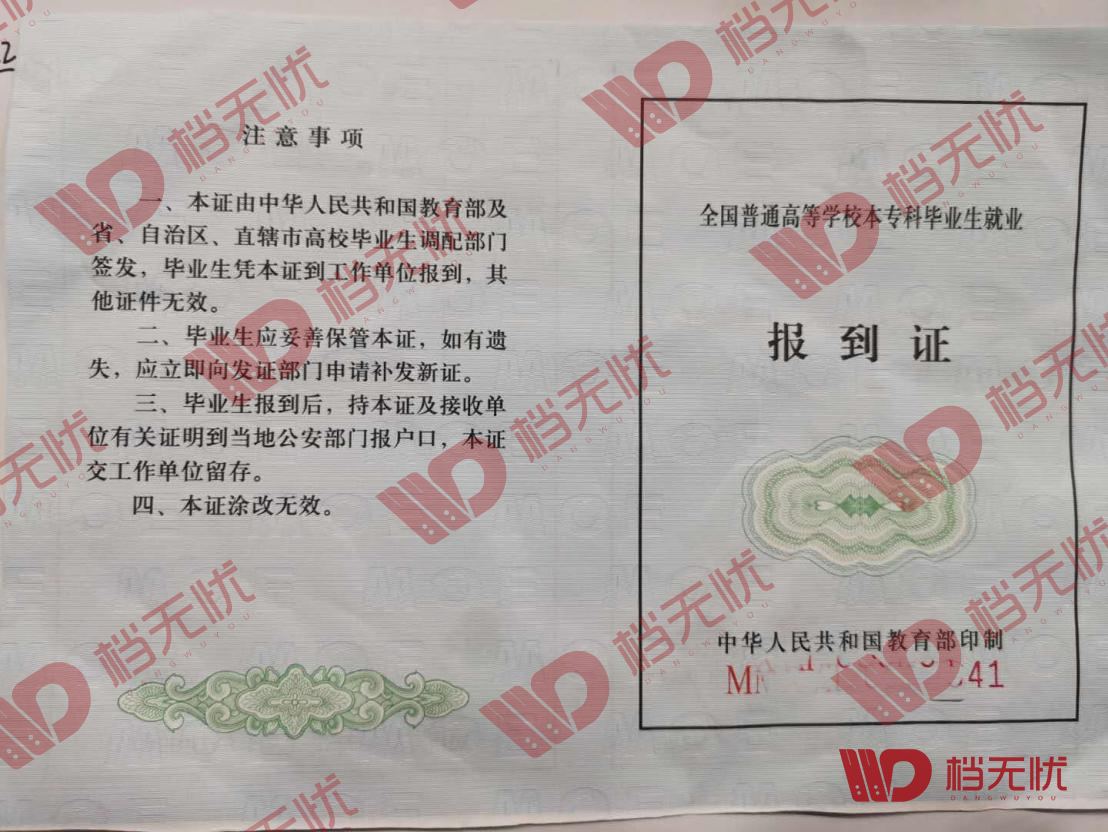 注意事项
一、本证由中华人民共和国教育部及
省、自治区、直辖市高校毕业生调配部门
签发，毕业生凭本证到工作单位报到，其
他证件无效。
二、毕业生应妥善保管本证，如有遗
失，应立即向发证部门申请补发新证。
三、毕业生报到后，持本证及接收单
位有关证明到当地公安部门报户口，本证
交工作单位留存。
四、本证涂改无效。
全国普通高等学校本专科毕业生就业
报到证
中华人民共和国教育部印制
41
档无忧
DANGWUYOU